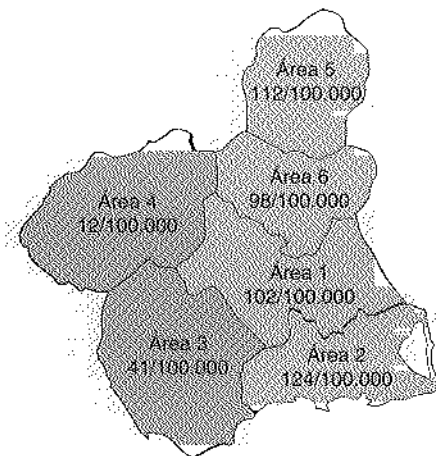 Área 5
112/100.000
Área 6
98/100.000
Área 4
12/100.000
Área 1
102/100.000
Área 3
41/100.000
Área 2
124/100.000